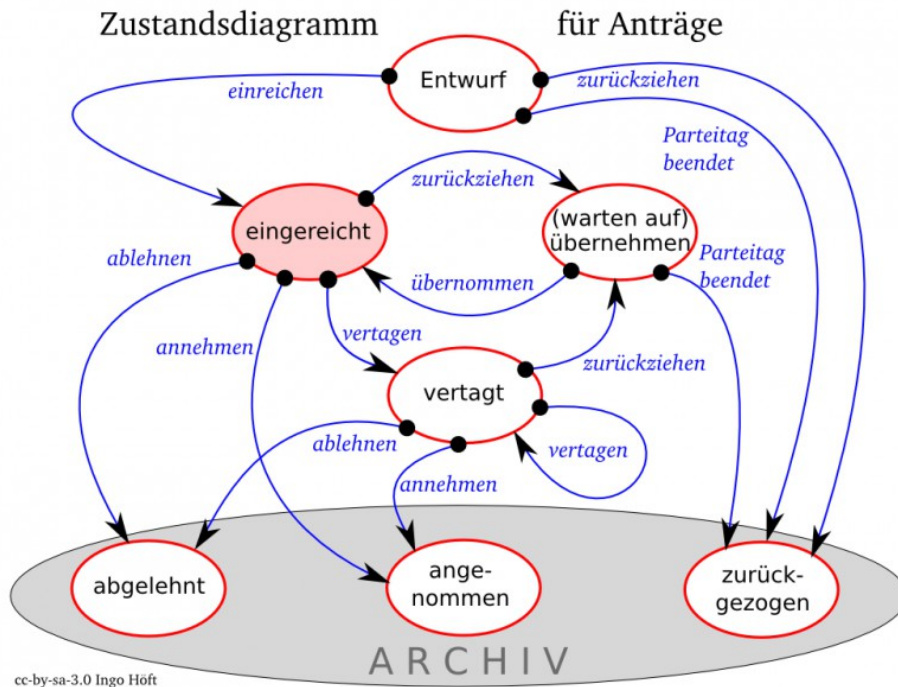 Zustandsdiagramm für Anträge
Entwurf
einreichen
zurückziehen
Parteitag
beendet
zurückziehen
eingereicht
(warten auf)
übernehmen
ablehnen
Parteitag
beendet
übernommen
annehmen
vertagen
zurückziehen
vertagt
ablehnen
vertagen
annehmen
abgelehnt
ange-
nommen
zurück-
gezogen
ARCHIV
cc-by-sa-3.0 Ingo Höft